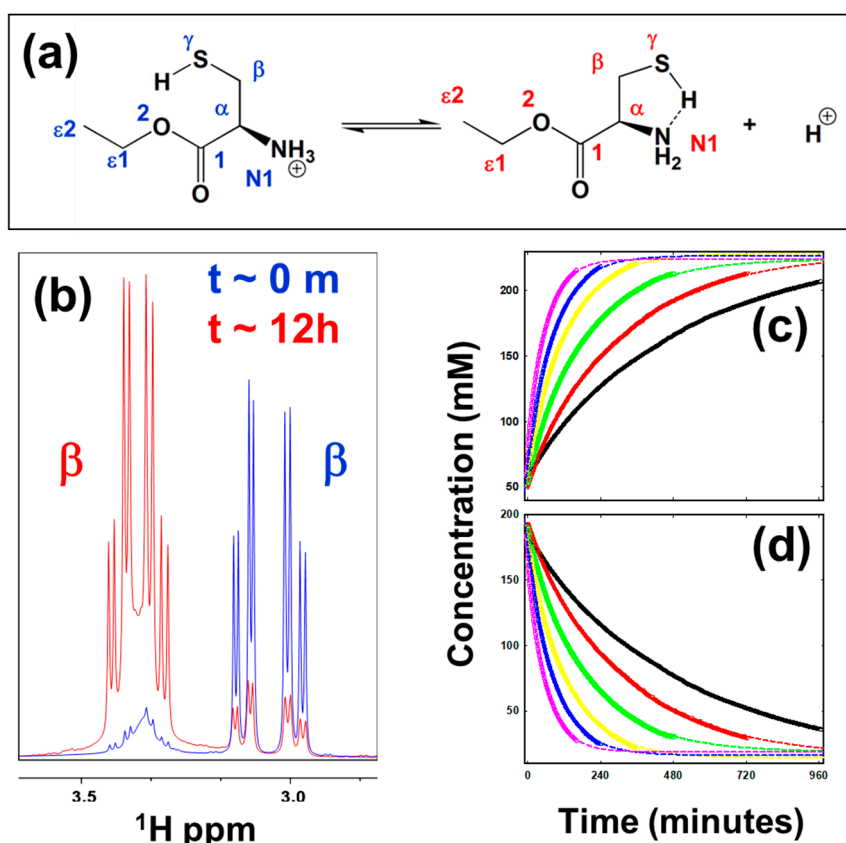 (a)
γ
S
H
β
α
2
O
ε2
ε1
1
NH3
⊕
O
N1
γ
S
β
H
α
2
O
ε2
ε1
1
N
H2
N1
O
+
H⊕
(b)
t ~ 0 m
t ~ 12h
β
β
3.5
3.0
1H ppm
(c)
200
150
100
50
(d)
200
150
100
50
0
240
480
720
960
Concentration (mM)
Time (minutes)